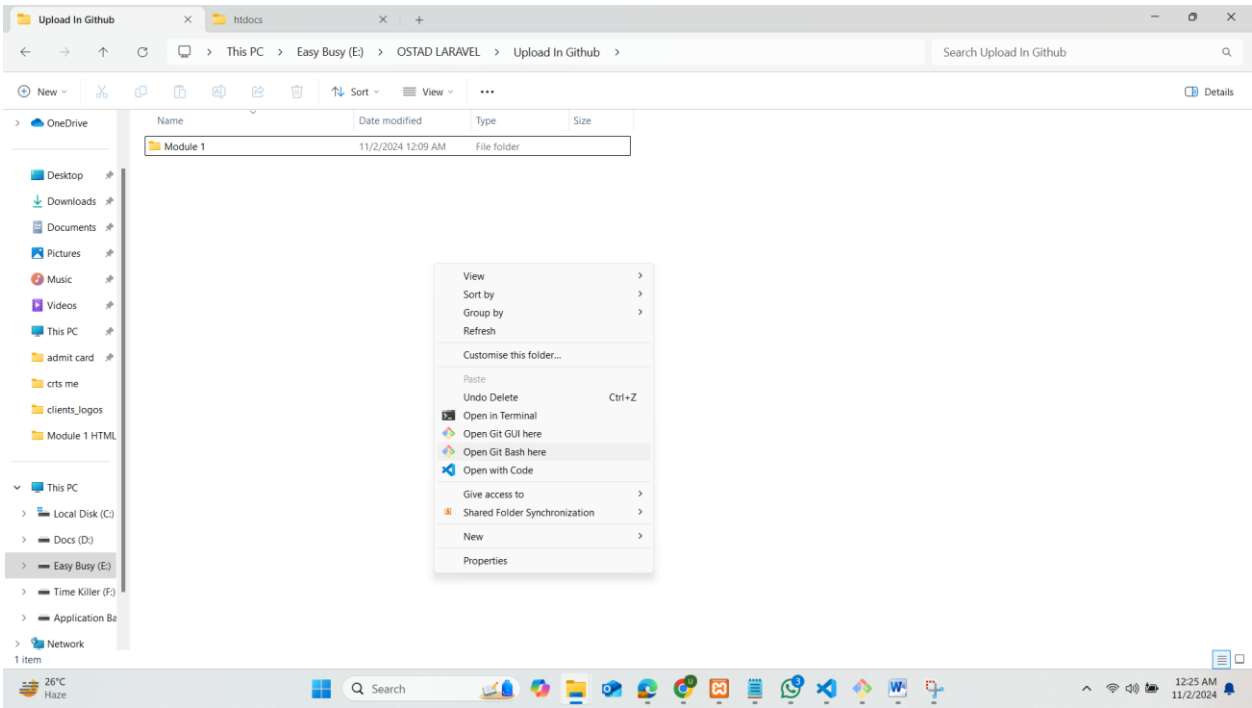 Upload In Github
htdocs
This PC > Easy Busy (E:) > OSTAD LARAVEL > Upload In Github >
Search Upload In Github
New
Sort
View
Details
Name
Date modified
Type
Size
Module 1
11/2/2024 12:09 AM
File folder
OneDrive
Desktop
Downloads
Documents
Pictures
Music
Videos
This PC
admit card
crts me
clients_logos
Module 1 HTML
This PC
Local Disk (C:)
Docs (D:)
Easy Busy (E:)
Time Killer (F:)
Application Ba
Network
1 item
View
Sort by
Group by
Refresh
Customise this folder...
Paste
Undo Delete Ctrl+Z
Open in Terminal
Open Git GUI here
Open Git Bash here
Open with Code
Give access to
Shared Folder Synchronization
New
Properties
26°C
Haze
Search
3
12:25 AM
11/2/2024